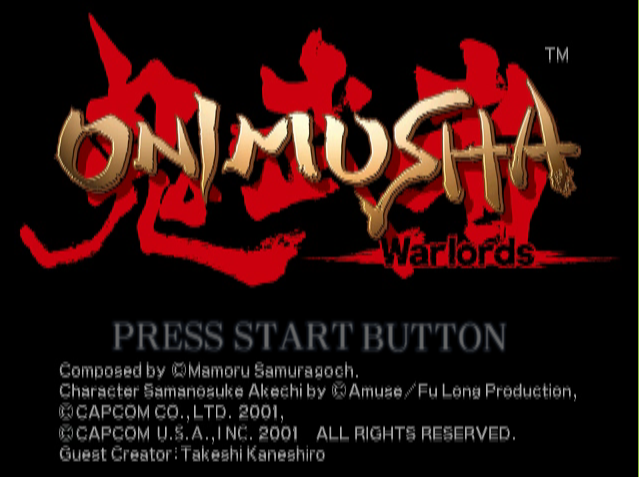 鬼武者
ONIMUSHA
TM
Warlords
PRESS START BUTTON
Composed by ©Mamoru Samuragoch.
Character Samanosuke Akechi by © Amuse/Fu Long Production,
©CAPCOM CO.,LTD. 2001,
©CAPCOM U.S.A.,INC. 2001 ALL RIGHTS RESERVED.
Guest Creator:Takeshi Kaneshiro